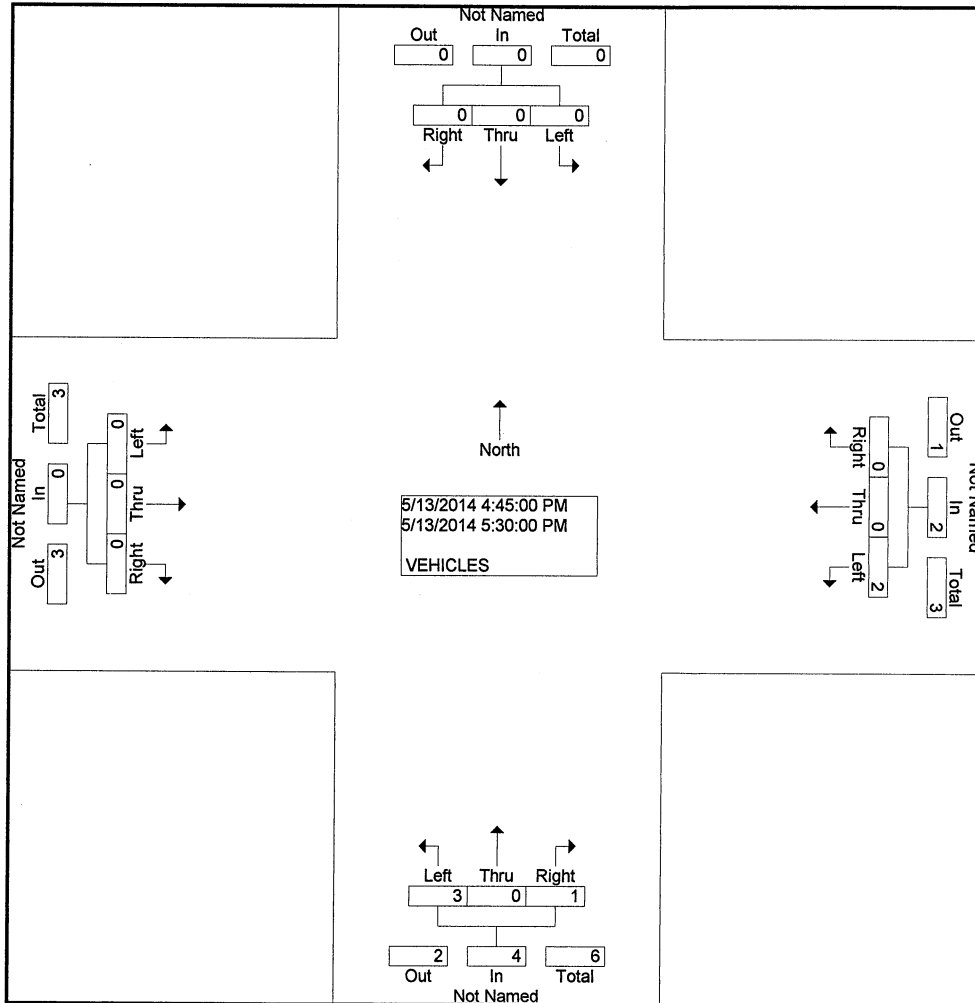 Not Named
Out In Total
0 0 0
0 0 0
Right Thru Left
North
5/13/2014 4:45:00 PM
5/13/2014 5:30:00 PM
VEHICLES
Not Named
Out In Total
3 0 3
0 0 0
Right Thru Left
Not Named
Out In Total
1 2 3
0 0 2
Right Thru Left
Left Thru Right
3 0 1
2 4 6
Out In Total
Not Named